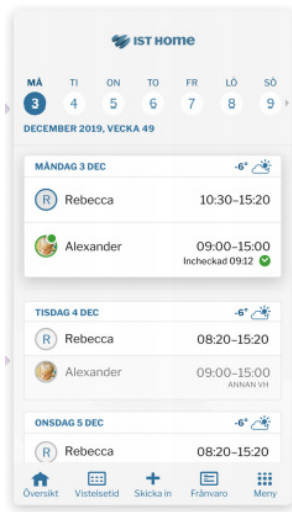 IST Home
MÅ TI ON TO FR LÖ SÖ
3 4 5 6 7 8 9
DECEMBER 2019, VECKA 49
MÅNDAG 3 DEC -6°
R Rebecca 10:30–15:20
Alexander 09:00–15:00
Incheckad 09:12
TISDAG 4 DEC -6°
R Rebecca 08:20–15:20
Alexander 09:00–15:00
ANNAN VH
ONSDAG 5 DEC -6°
R Rebecca 08:20–15:20
Översikt Vistelsetid Skicka in Frånvaro Meny